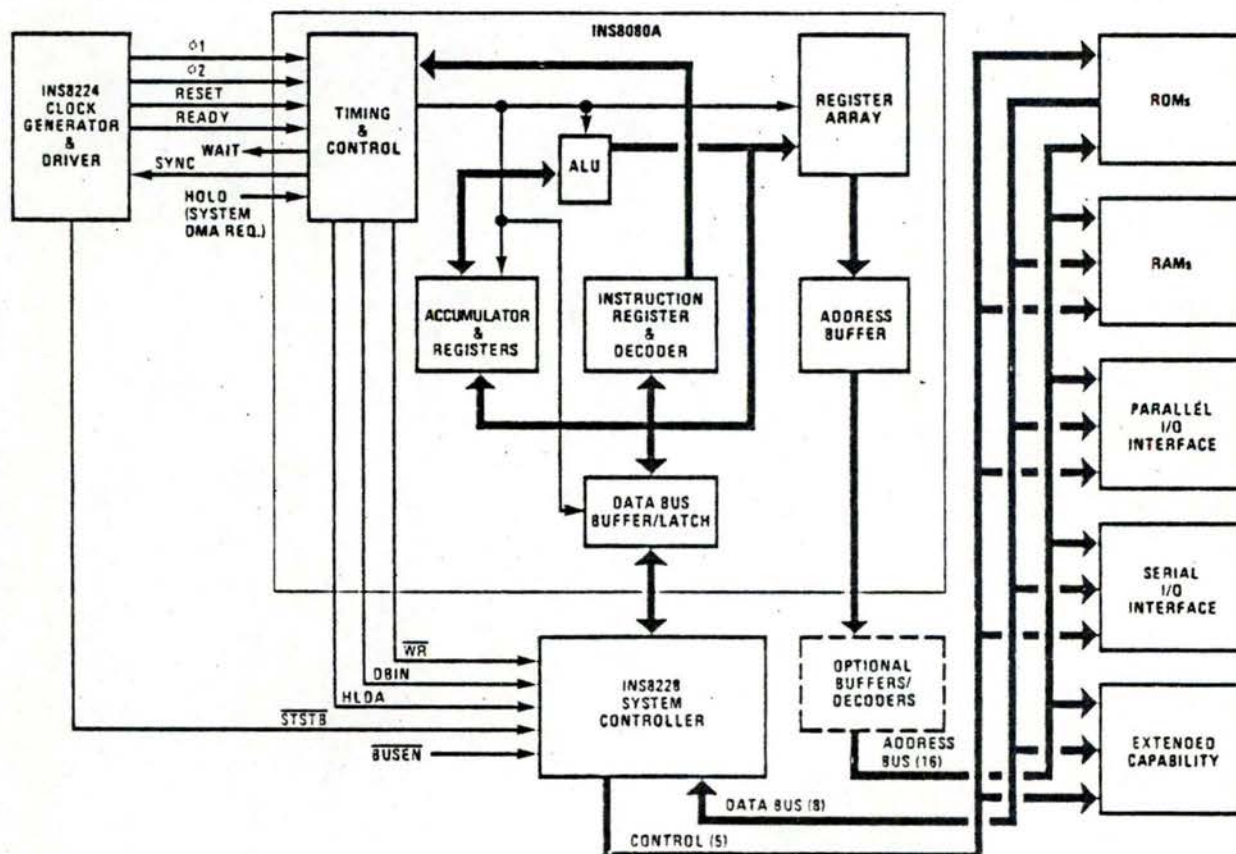 INS8080A
INS8224
CLOCK
GENERATOR
&
DRIVER
Φ1
Φ2
RESET
READY
WAIT
SYNC
HOLD
(SYSTEM
DMA REQ.)
TIMING
&
CONTROL
ALU
REGISTER
ARRAY
ACCUMULATOR
&
REGISTERS
INSTRUCTION
REGISTER
&
DECODER
ADDRESS
BUFFER
DATA BUS
BUFFER/LATCH
WR
DBIN
HLDA
STSTB
BUSEN
INS8228
SYSTEM
CONTROLLER
OPTIONAL
BUFFERS/
DECODERS
ADDRESS
BUS (16)
DATA BUS (8)
CONTROL (5)
ROMs
RAMs
PARALLEL
I/O
INTERFACE
SERIAL
I/O
INTERFACE
EXTENDED
CAPABILITY